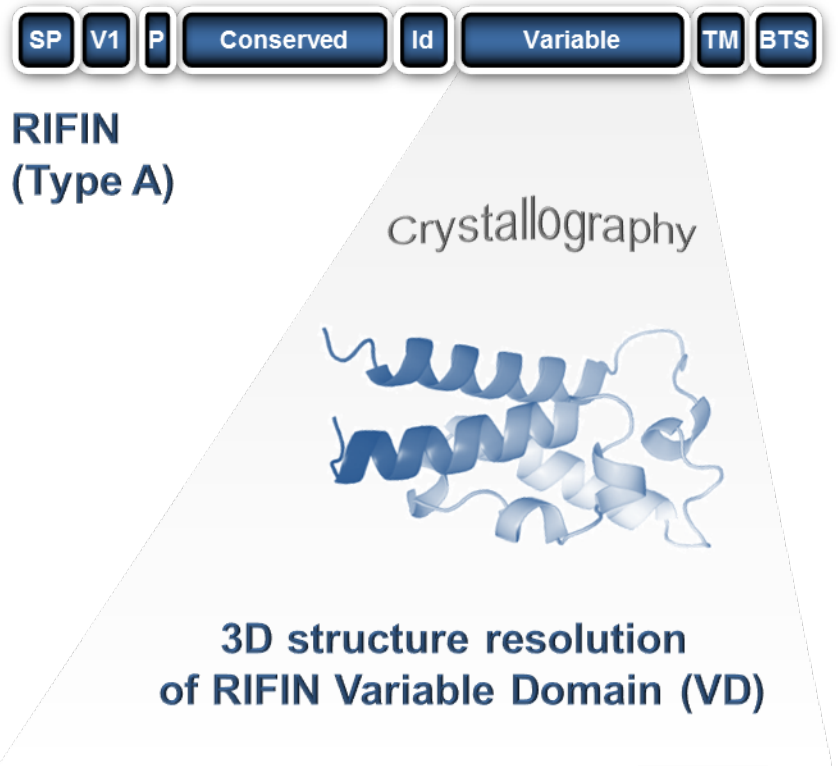 SP V1 P Conserved Id Variable TM BTS
RIFIN
(Type A)
Crystallography
3D structure resolution
of RIFIN Variable Domain (VD)